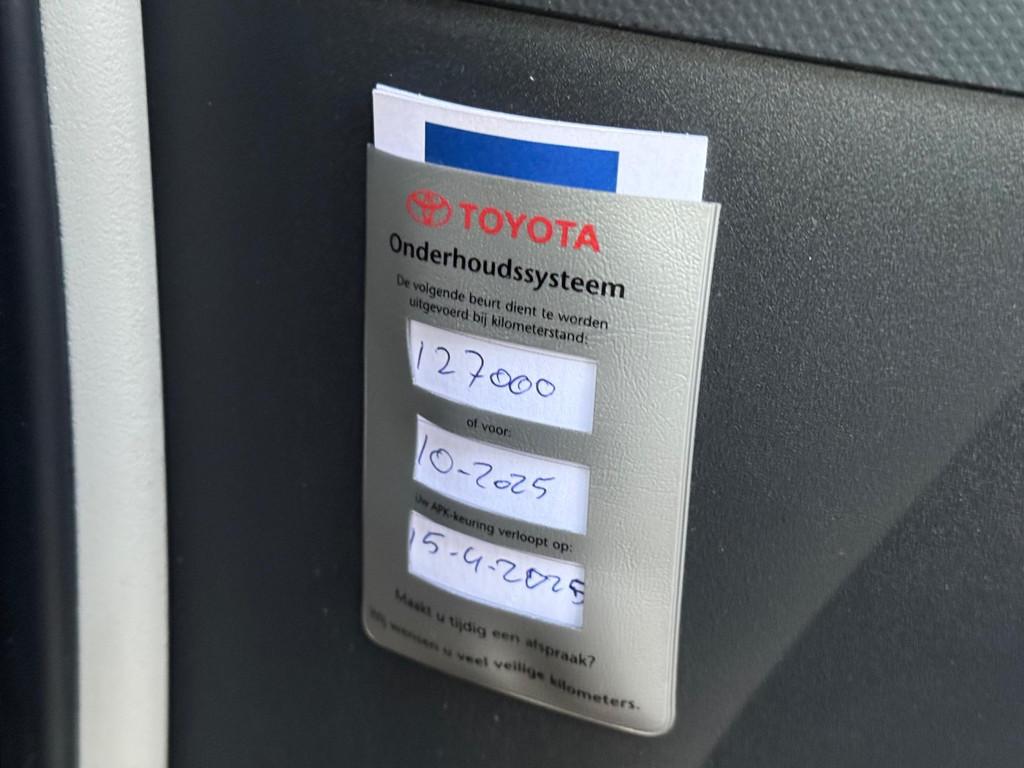 TOYOTA
Onderhoudssysteem
De volgende beurt dient te worden
uitgevoerd bij kilometerstand:
127000
of voor:
10-2025
Uw APK-keuring verloopt op:
15-4-2025
Maakt u tijdig een afspraak?
Wij wensen u veel veilige kilometers.